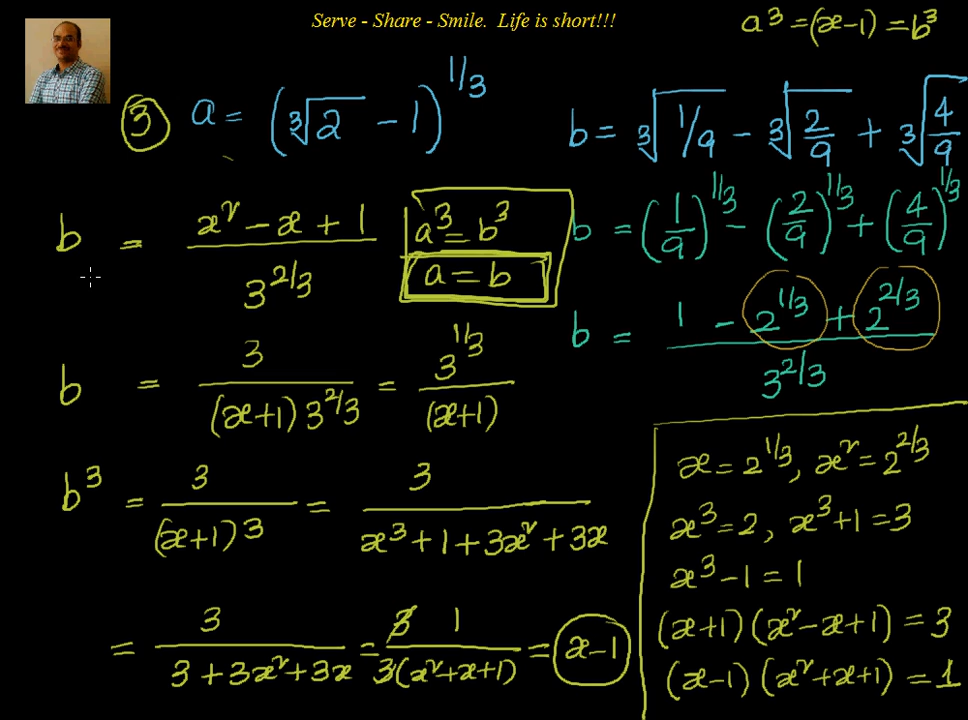 Serve - Share - Smile. Life is short!!!
a³ = (x-1) = b³
③ a = (∛2 - 1)^{1/3}
b = ∛(1/9) - ∛(2/9) + ∛(4/9)
b = (x² - x + 1)/3^{2/3}
a³ = b³
a = b
b = (1/9)^{1/3} - (2/9)^{1/3} + (4/9)^{1/3}
b = (1 - 2^{1/3} + 2^{2/3})/3^{2/3}
b = 3/((x+1) 3^{2/3}) = 3^{1/3}/(x+1)
b³ = 3/(x+1)³ = 3/(x³ + 1 + 3x² + 3x)
= 3/(3 + 3x² + 3x) = 3 1/(3(x² + x + 1)) = x-1
x = 2^{1/3}, x² = 2^{2/3}
x³ = 2, x³ + 1 = 3
x³ - 1 = 1
(x+1)(x² - x + 1) = 3
(x-1)(x² + x + 1) = 1